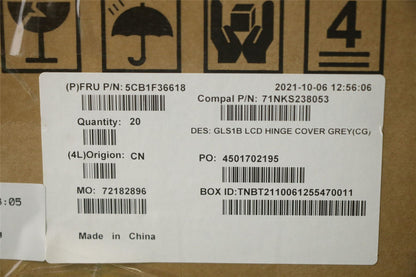 4
(P)FRU P/N: 5CB1F36618
2021-10-06 12:56:06
Compal P/N: 71NKS238053
Quantity: 20
DES: GLS1B LCD HINGE COVER GREY(CG)
(4L)Origion: CN
PO: 4501702195
MO: 72182896
BOX ID:TNBT2110061255470011
:05
Made in China